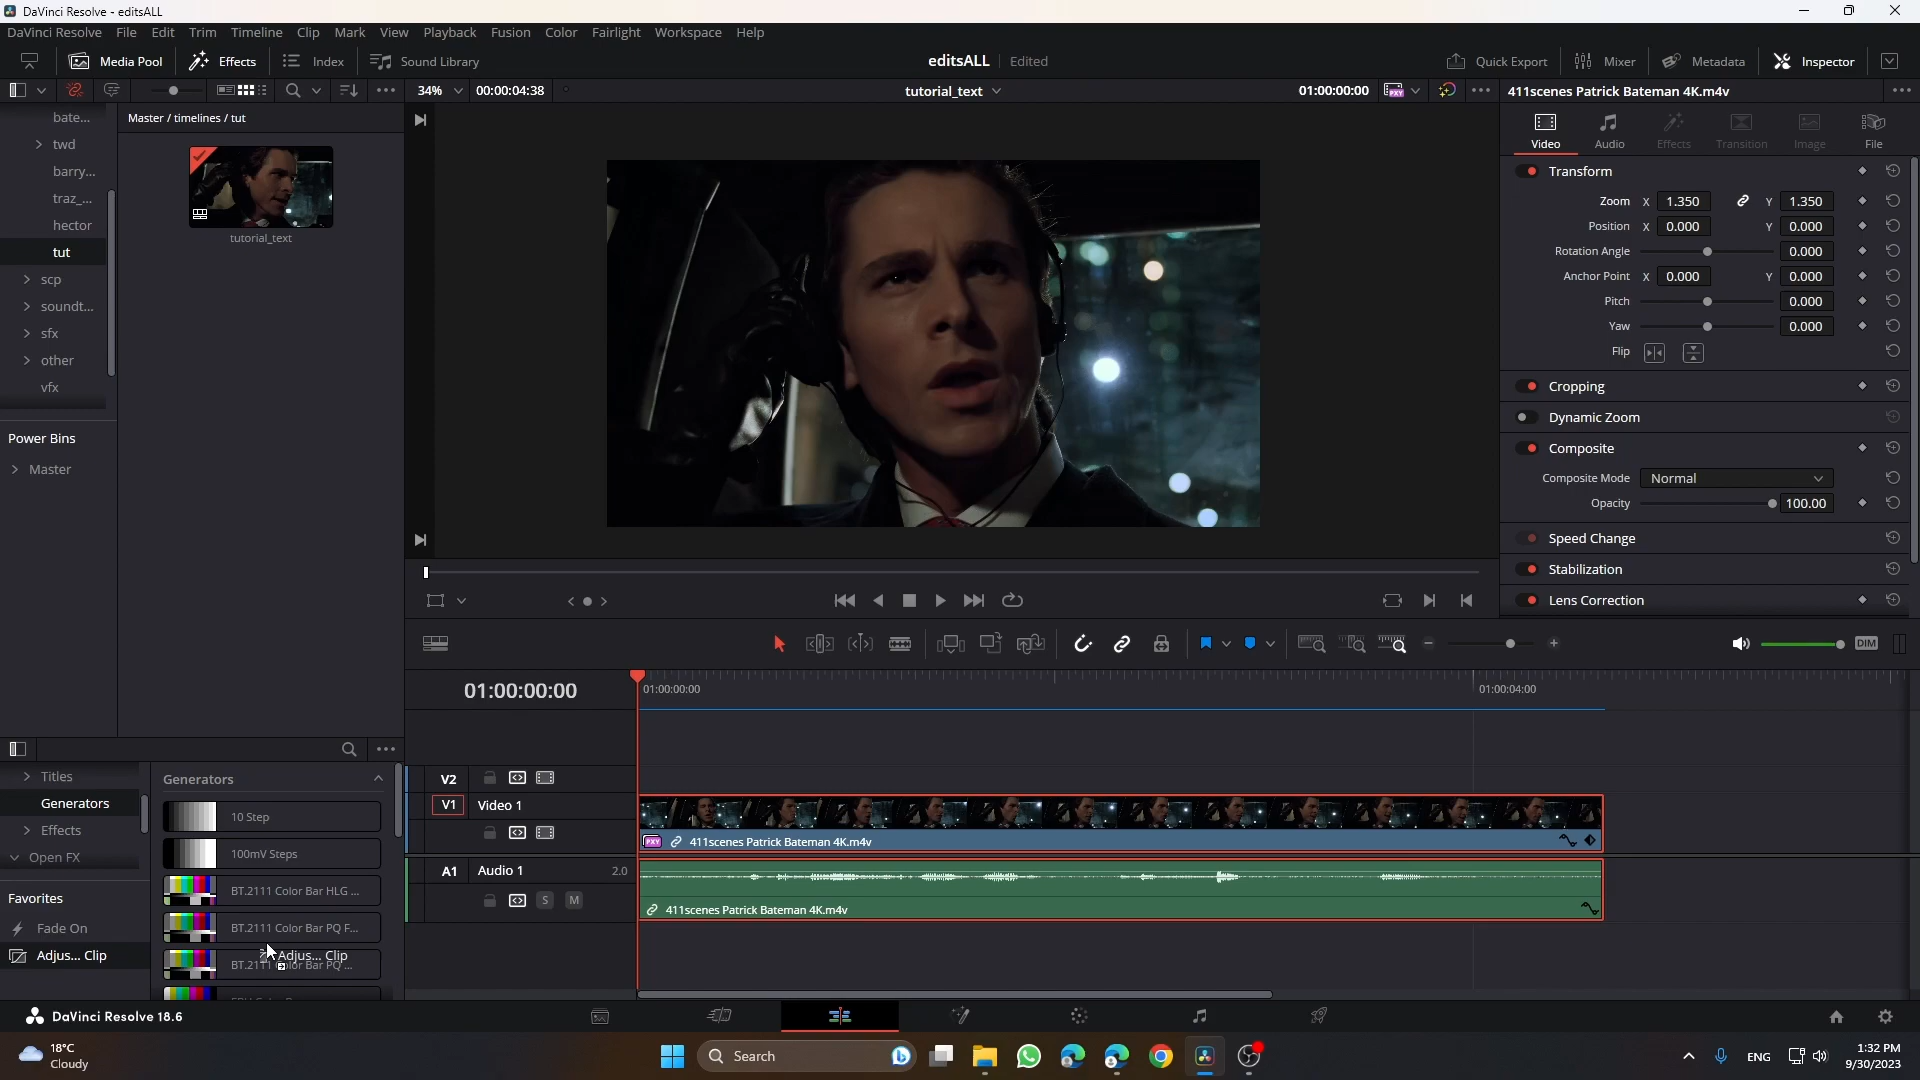 DaVinci Resolve - editsALL
DaVinci Resolve File Edit Trim Timeline Clip Mark View Playback Fusion Color Fairlight Workspace Help
Media Pool Effects Index Sound Library editsALL Edited Quick Export Mixer Metadata Inspector
34% 00:00:04:38 tutorial_text 01:00:00:00 PXY 411scenes Patrick Bateman 4K.m4v
bate...
Master / timelines / tut
twd
barry...
traz_...
hector
tut
scp
soundt...
sfx
other
vfx
tutorial_text
Power Bins
Master
Video Audio Effects Transition Image File
Transform
Zoom X 1.350 Y 1.350
Position X 0.000 Y 0.000
Rotation Angle 0.000
Anchor Point X 0.000 Y 0.000
Pitch 0.000
Yaw 0.000
Flip
Cropping
Dynamic Zoom
Composite
Composite Mode Normal
Opacity 100.00
Speed Change
Stabilization
Lens Correction
DIM
01:00:00:00 01:00:00:00 01:00:04:00
Titles
Generators
Effects
Open FX
Favorites
Fade On
Adjus... Clip
Generators
10 Step
100mV Steps
BT.2111 Color Bar HLG ...
BT.2111 Color Bar PQ F...
Adjus... Clip
BT.2111 Color Bar PQ ...
V2
V1 Video 1
PXY 411scenes Patrick Bateman 4K.m4v
A1 Audio 1 2.0
S M
411scenes Patrick Bateman 4K.m4v
DaVinci Resolve 18.6
18°C
Cloudy
Search
ENG
1:32 PM
9/30/2023